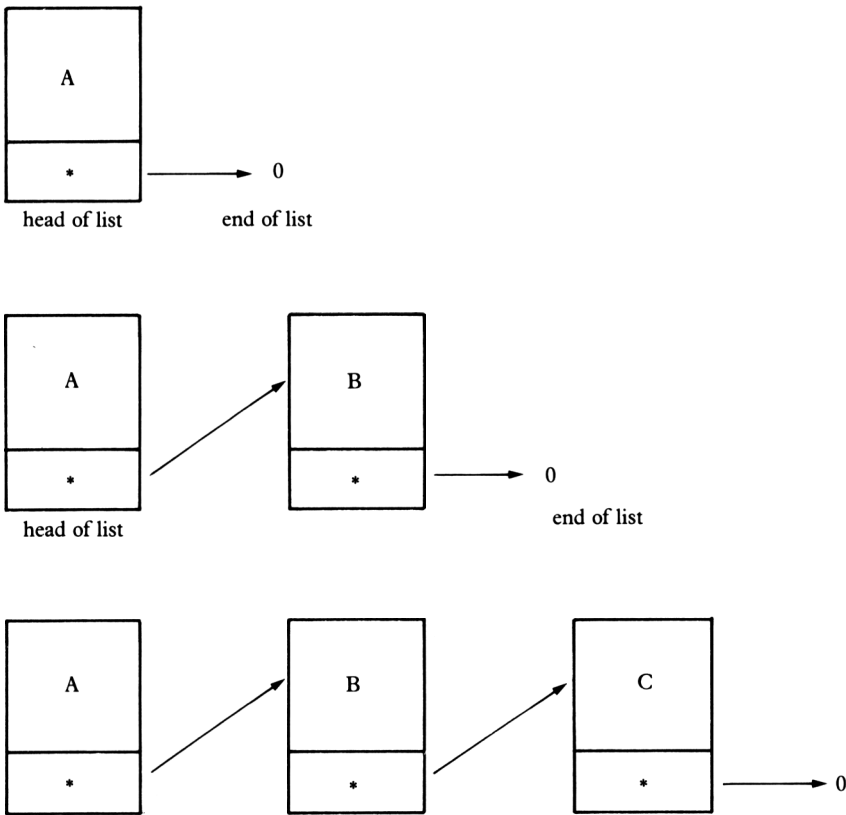 A
* 0
head of list end of list
A B
* * 0
end of list
head of list
A B C
* * * 0